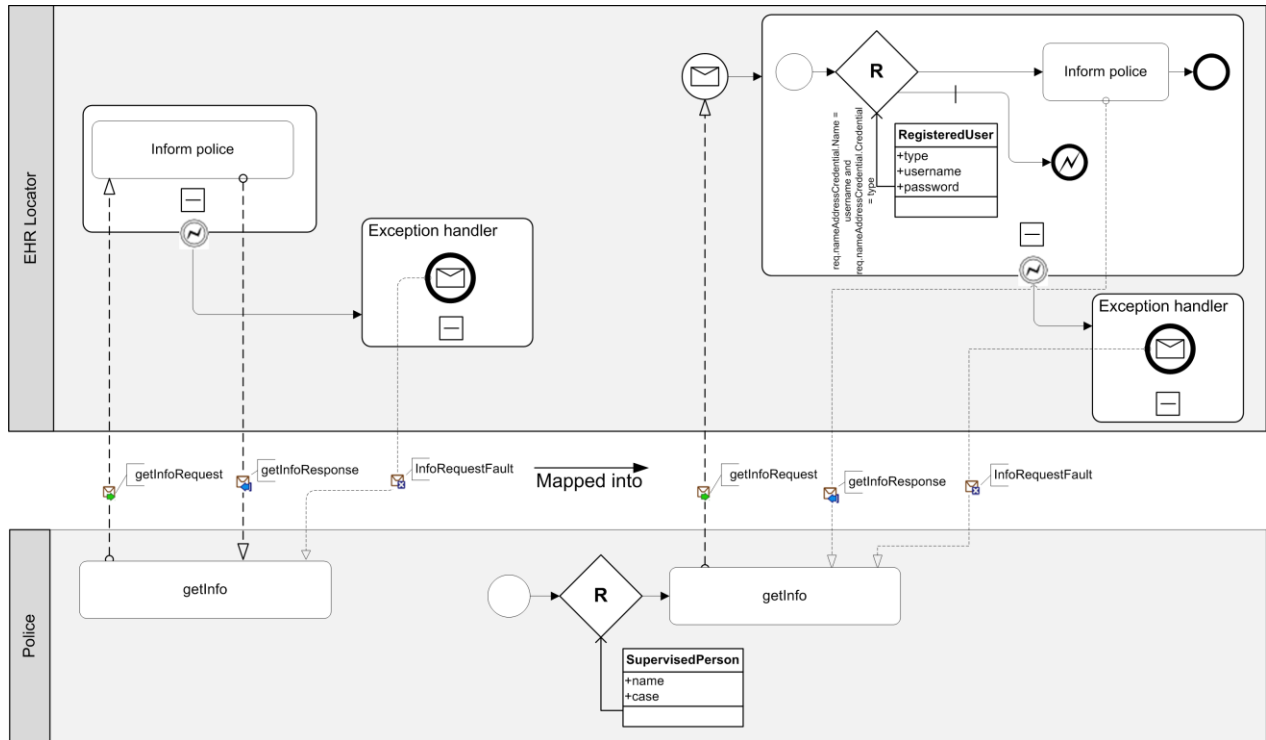 EHR Locator
Inform police
Exception handler
R
Inform police
req.nameAddressCredential.Name =
username and
req.nameAddressCredential.Credential
= type
RegisteredUser
+type
+username
+password
Exception handler
getInfoRequest
getInfoResponse
InfoRequestFault
Mapped into
getInfoRequest
getInfoResponse
InfoRequestFault
Police
getInfo
R
getInfo
SupervisedPerson
+name
+case